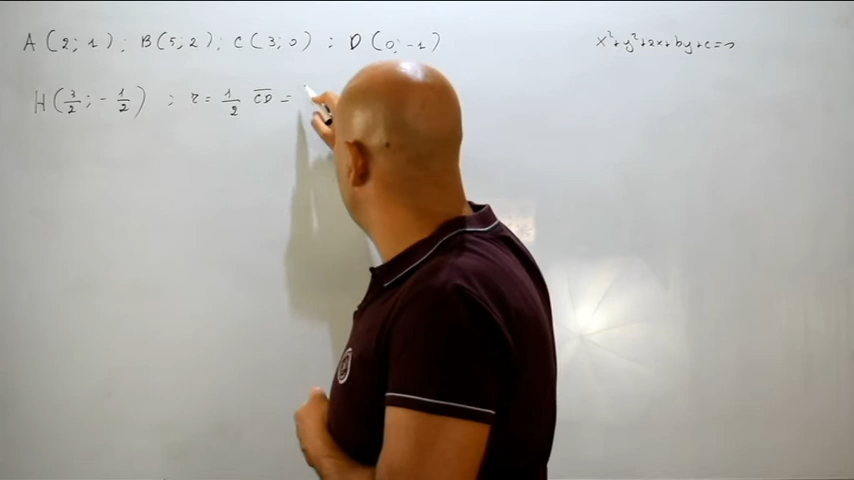 A (2; 1) ; B(5; 2); C(3; 0) ; D (0; -1)
x²+y²+ax+by+c=0
H(3/2 ; - 1/2) ; r = 1/2 C̅D̅ =